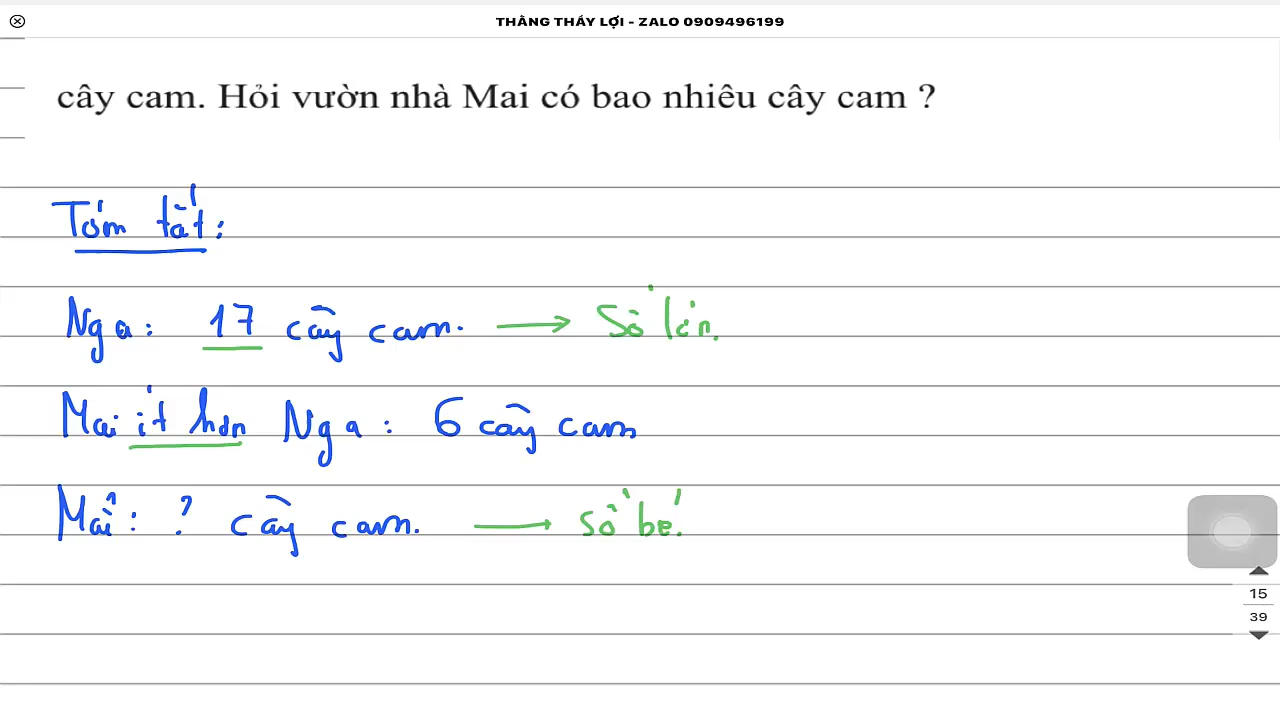 THẦNG THẦY LỢI - ZALO 0909496199
cây cam. Hỏi vườn nhà Mai có bao nhiêu cây cam ?
Tóm tắt:
Nga: 17 cây cam. → Số lớn.
Mai ít hơn Nga: 6 cây cam
Mai: ? cây cam. → số bé.
15
39